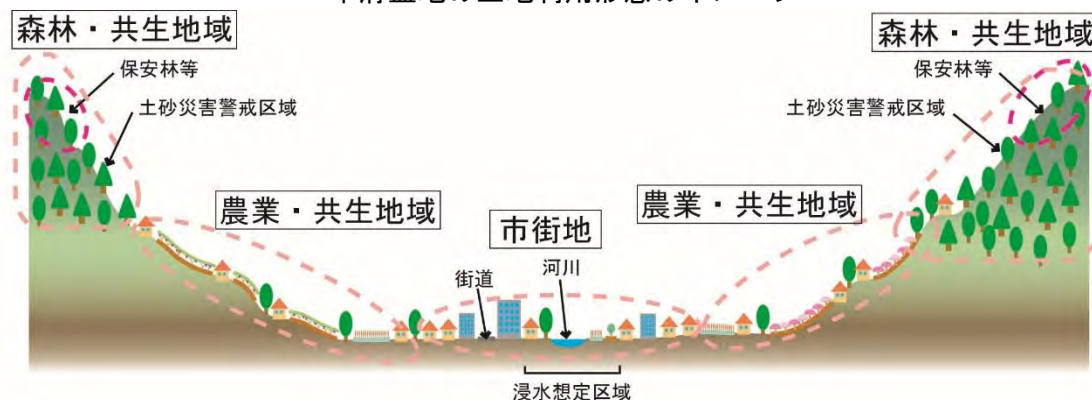 森林・共生地域
保安林等
土砂災害警戒区域
農業・共生地域
市街地
街道
河川
浸水想定区域
農業・共生地域
森林・共生地域
保安林等
土砂災害警戒区域